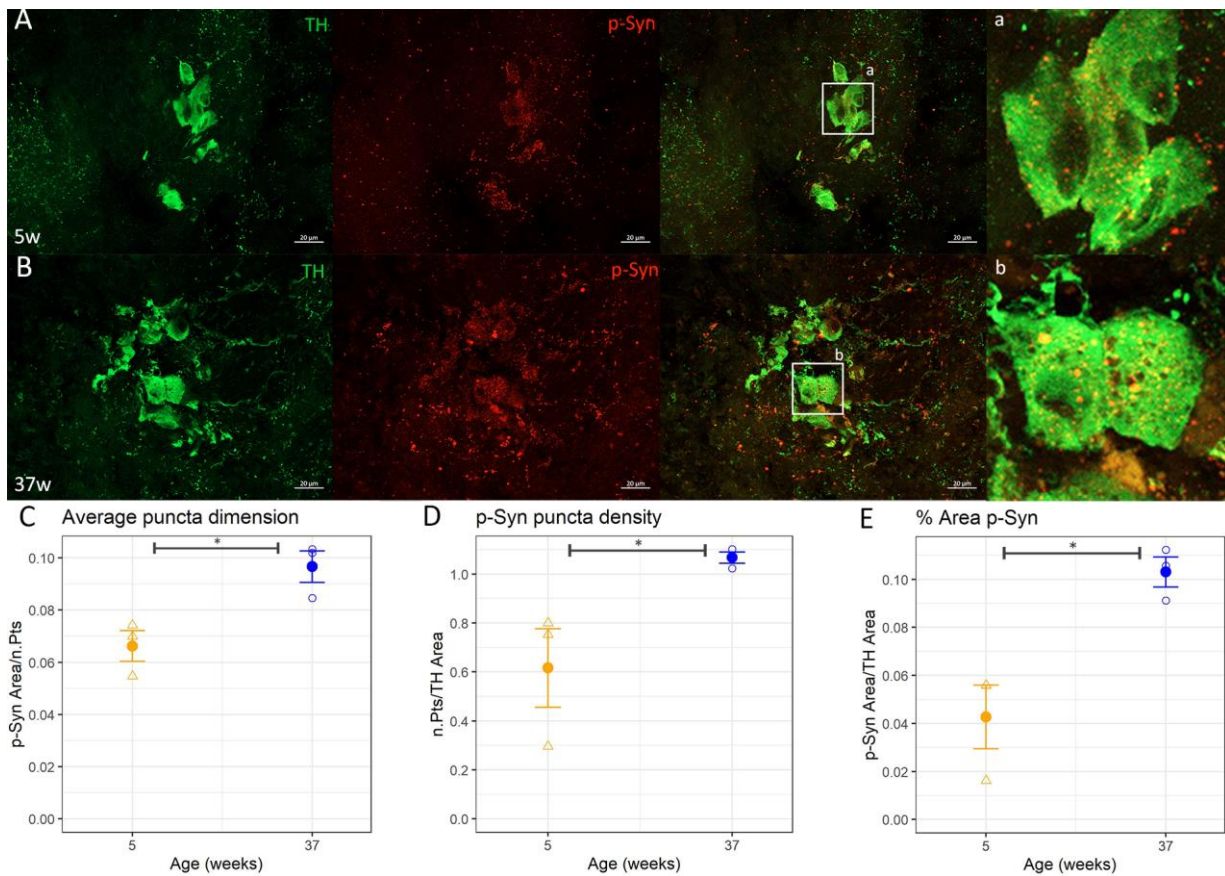 A TH p-Syn a
a
5w 20 µm 20 µm 20 µm
B TH p-Syn b
b
37w 20 µm 20 µm 20 µm
C Average puncta dimension
*
0.10
0.08
0.06
0.04
0.02
0.00
p-Syn Area/n.Pts
5 37
Age (weeks)
D p-Syn puncta density
*
1.0
0.8
0.6
0.4
0.2
0.0
n.Pts/TH Area
5 37
Age (weeks)
E % Area p-Syn
*
0.10
0.08
0.06
0.04
0.02
0.00
p-Syn Area/TH Area
5 37
Age (weeks)